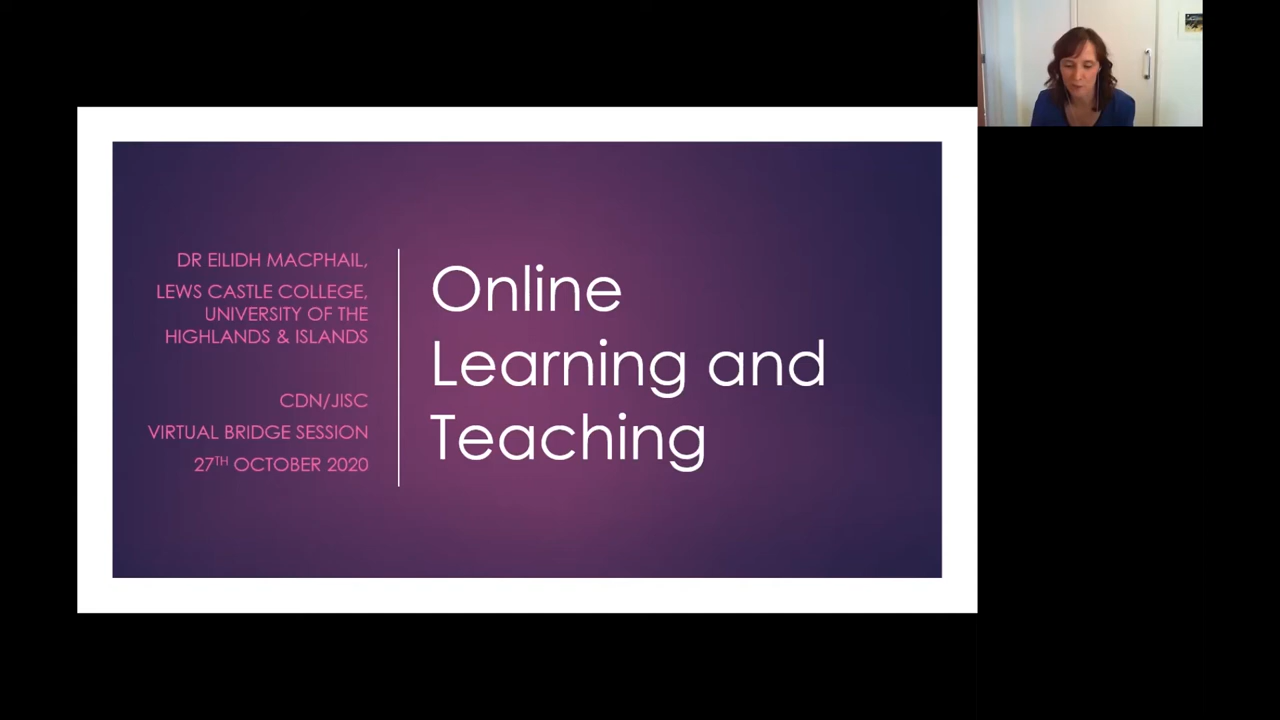 DR EILIDH MACPHAIL,
LEWS CASTLE COLLEGE,
UNIVERSITY OF THE
HIGHLANDS & ISLANDS
CDN/JISC
VIRTUAL BRIDGE SESSION
27TH OCTOBER 2020
Online
Learning and
Teaching